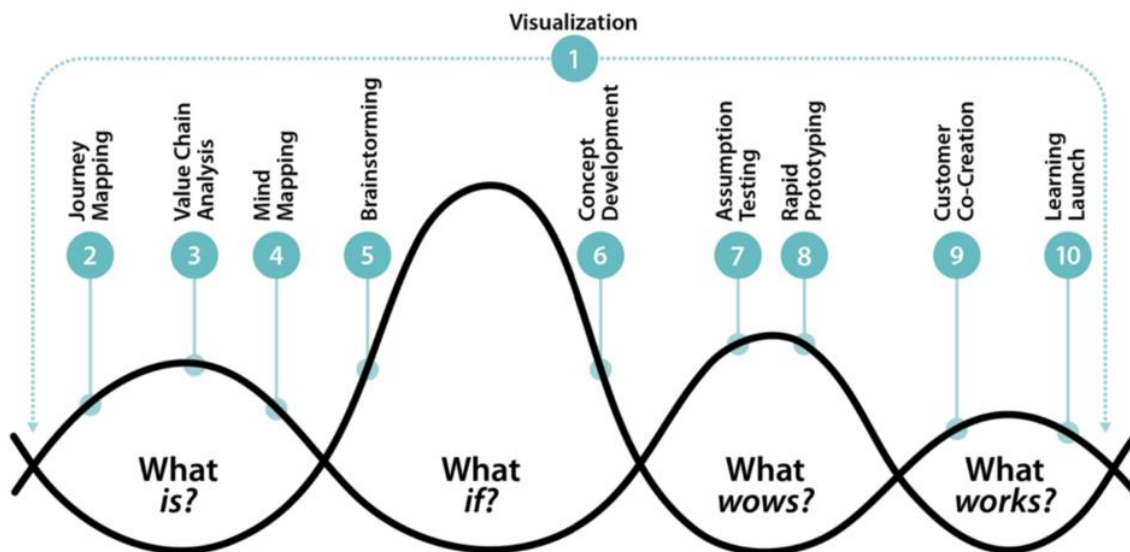 Visualization
1
Journey
Mapping
2
Value Chain
Analysis
3
Mind
Mapping
4
Brainstorming
5
Concept
Development
6
Assumption
Testing
7
Rapid
Prototyping
8
Customer
Co-Creation
9
Learning
Launch
10
What
is?
What
if?
What
wows?
What
works?